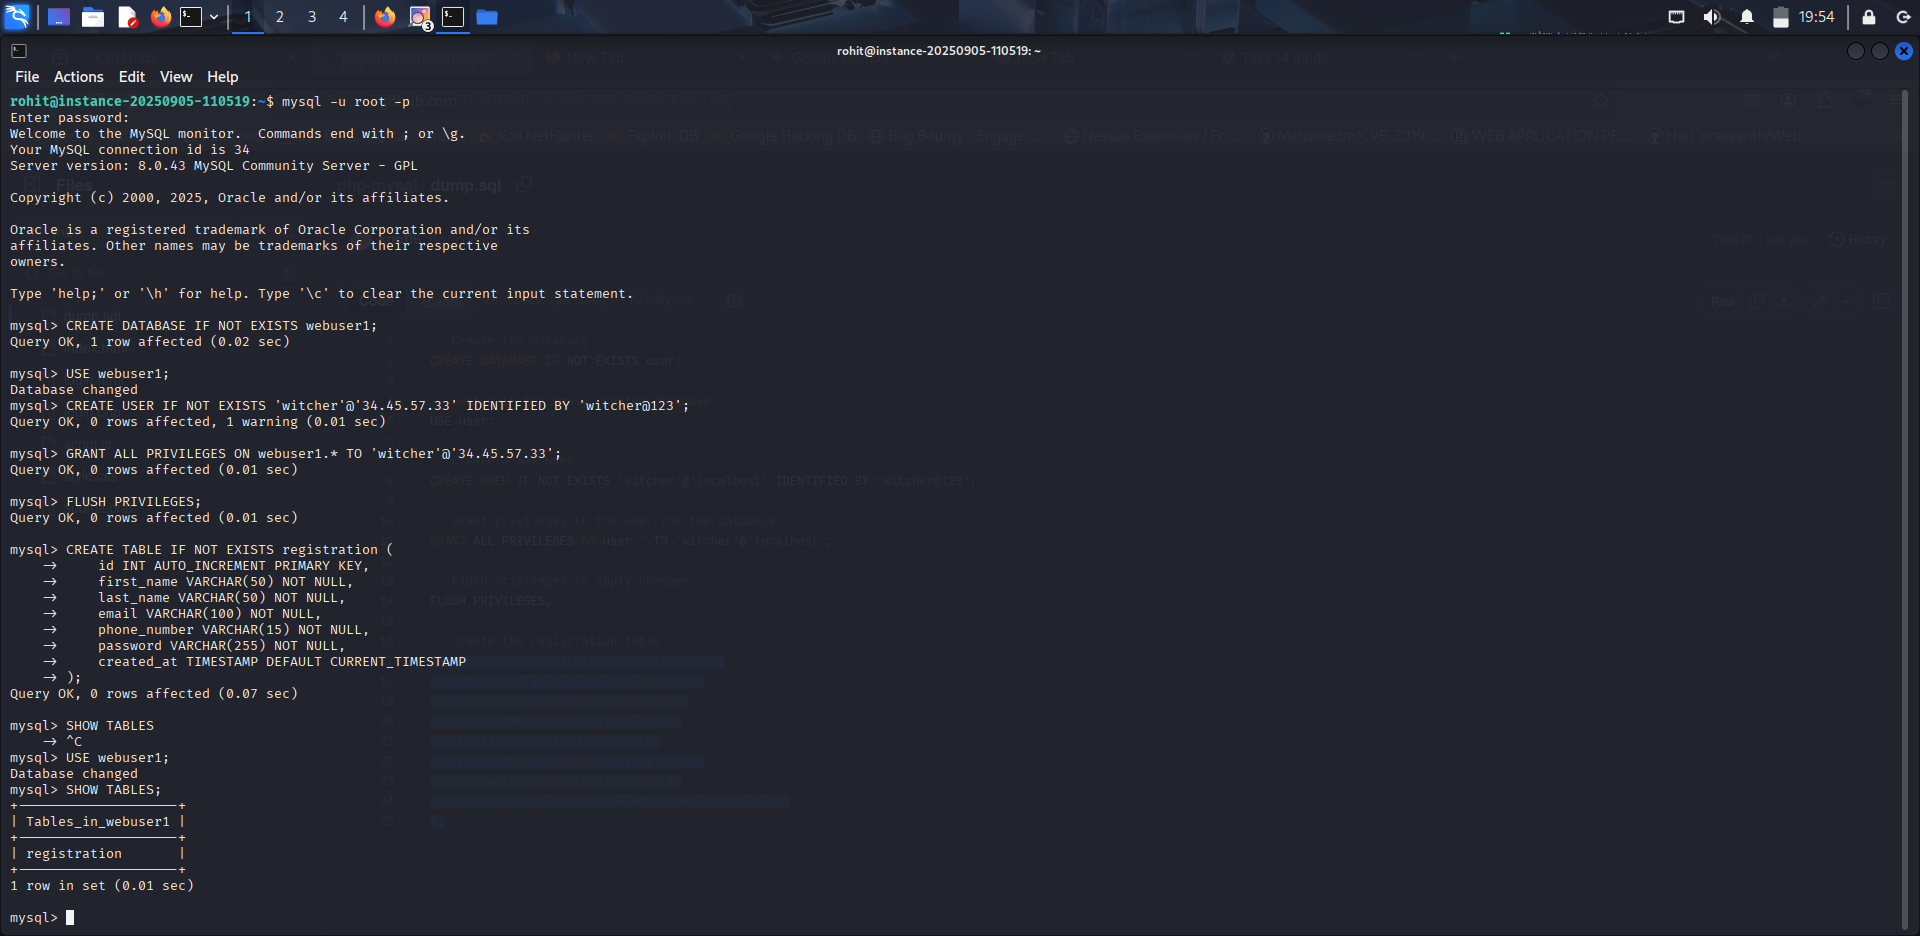 1 2 3 4 3 19:54
rohit@instance-20250905-110519: ~
File Actions Edit View Help
rohit@instance-20250905-110519:~$ mysql -u root -p
Enter password:
Welcome to the MySQL monitor.  Commands end with ; or \g.
Your MySQL connection id is 34
Server version: 8.0.43 MySQL Community Server - GPL
Copyright (c) 2000, 2025, Oracle and/or its affiliates.
Oracle is a registered trademark of Oracle Corporation and/or its
affiliates. Other names may be trademarks of their respective
owners.
Type 'help;' or '\h' for help. Type '\c' to clear the current input statement.
mysql> CREATE DATABASE IF NOT EXISTS webuser1;
Query OK, 1 row affected (0.02 sec)
mysql> USE webuser1;
Database changed
mysql> CREATE USER IF NOT EXISTS 'witcher'@'34.45.57.33' IDENTIFIED BY 'witcher@123';
Query OK, 0 rows affected, 1 warning (0.01 sec)
mysql> GRANT ALL PRIVILEGES ON webuser1.* TO 'witcher'@'34.45.57.33';
Query OK, 0 rows affected (0.01 sec)
mysql> FLUSH PRIVILEGES;
Query OK, 0 rows affected (0.01 sec)
mysql> CREATE TABLE IF NOT EXISTS registration (
    →     id INT AUTO_INCREMENT PRIMARY KEY,
    →     first_name VARCHAR(50) NOT NULL,
    →     last_name VARCHAR(50) NOT NULL,
    →     email VARCHAR(100) NOT NULL,
    →     phone_number VARCHAR(15) NOT NULL,
    →     password VARCHAR(255) NOT NULL,
    →     created_at TIMESTAMP DEFAULT CURRENT_TIMESTAMP
    → );
Query OK, 0 rows affected (0.07 sec)
mysql> SHOW TABLES
    → ^C
mysql> USE webuser1;
Database changed
mysql> SHOW TABLES;
| Tables_in_webuser1 |
| registration       |
1 row in set (0.01 sec)
mysql>